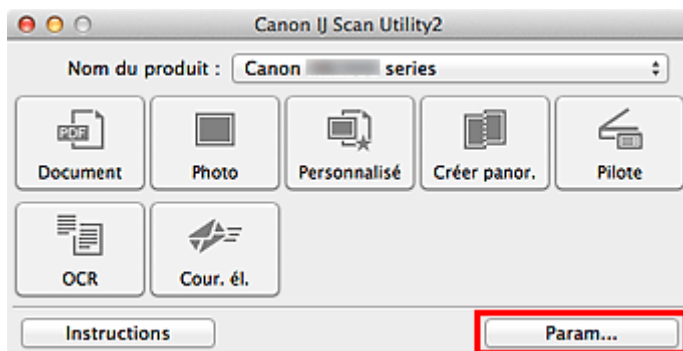 Canon IJ Scan Utility2
Nom du produit : Canon series
PDF
Document Photo Personnalisé Créer panor. Pilote
OCR Cour. él.
Instructions Param...